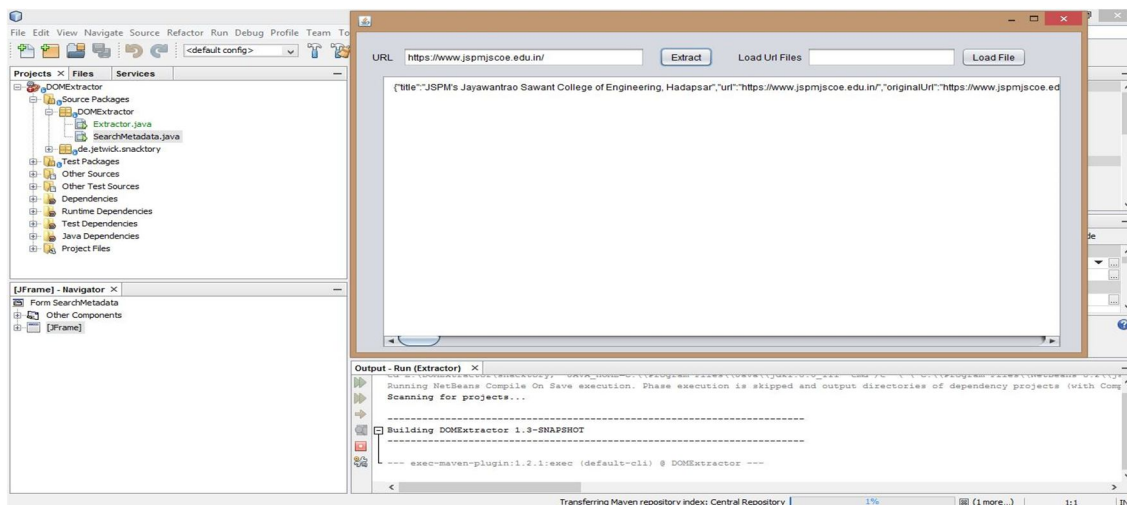 File Edit View Navigate Source Refactor Run Debug Profile Team To
<default config>
Projects × Files Services
DOMExtractor
Source Packages
DOMExtractor
Extractor.java
SearchMetadata.java
de.jetwick.snacktory
Test Packages
Other Sources
Other Test Sources
Dependencies
Runtime Dependencies
Test Dependencies
Java Dependencies
Project Files
[JFrame] - Navigator ×
Form SearchMetadata
Other Components
[JFrame]
URL https://www.jspmjscoe.edu.in/ Extract Load Url Files Load File
{"title":"JSPM's Jayawantrao Sawant College of Engineering, Hadapsar","url":"https://www.jspmjscoe.edu.in/","originalUrl":"https://www.jspmjscoe.ed
Output - Run (Extractor) ×
Running NetBeans Compile On Save execution. Phase execution is skipped and output directories of dependency projects (with Comp
Scanning for projects...
------------------------------------------------------------------------
Building DOMExtractor 1.3-SNAPSHOT
------------------------------------------------------------------------
--- exec-maven-plugin:1.2.1:exec (default-cli) @ DOMExtractor ---
Transferring Maven repository index: Central Repository 1% (1 more...) 1:1 IN